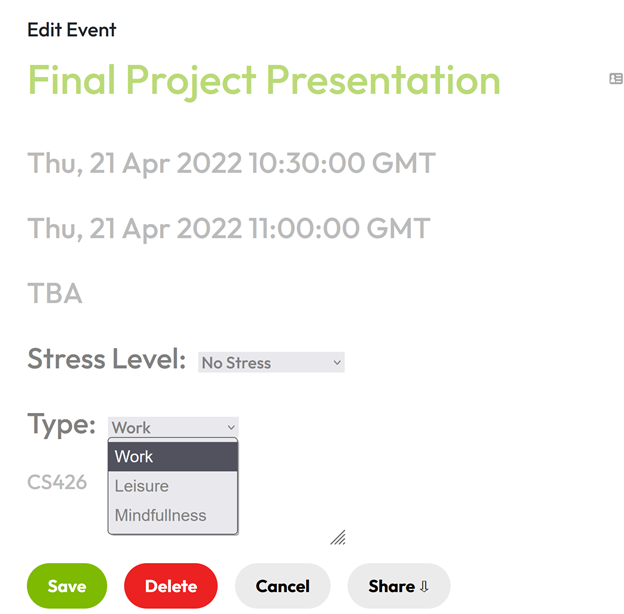 Edit Event
Final Project Presentation
Thu, 21 Apr 2022 10:30:00 GMT
Thu, 21 Apr 2022 11:00:00 GMT
TBA
Stress Level: No Stress
Type: Work
Work
Leisure
Mindfullness
CS426
Save Delete Cancel Share ⇩